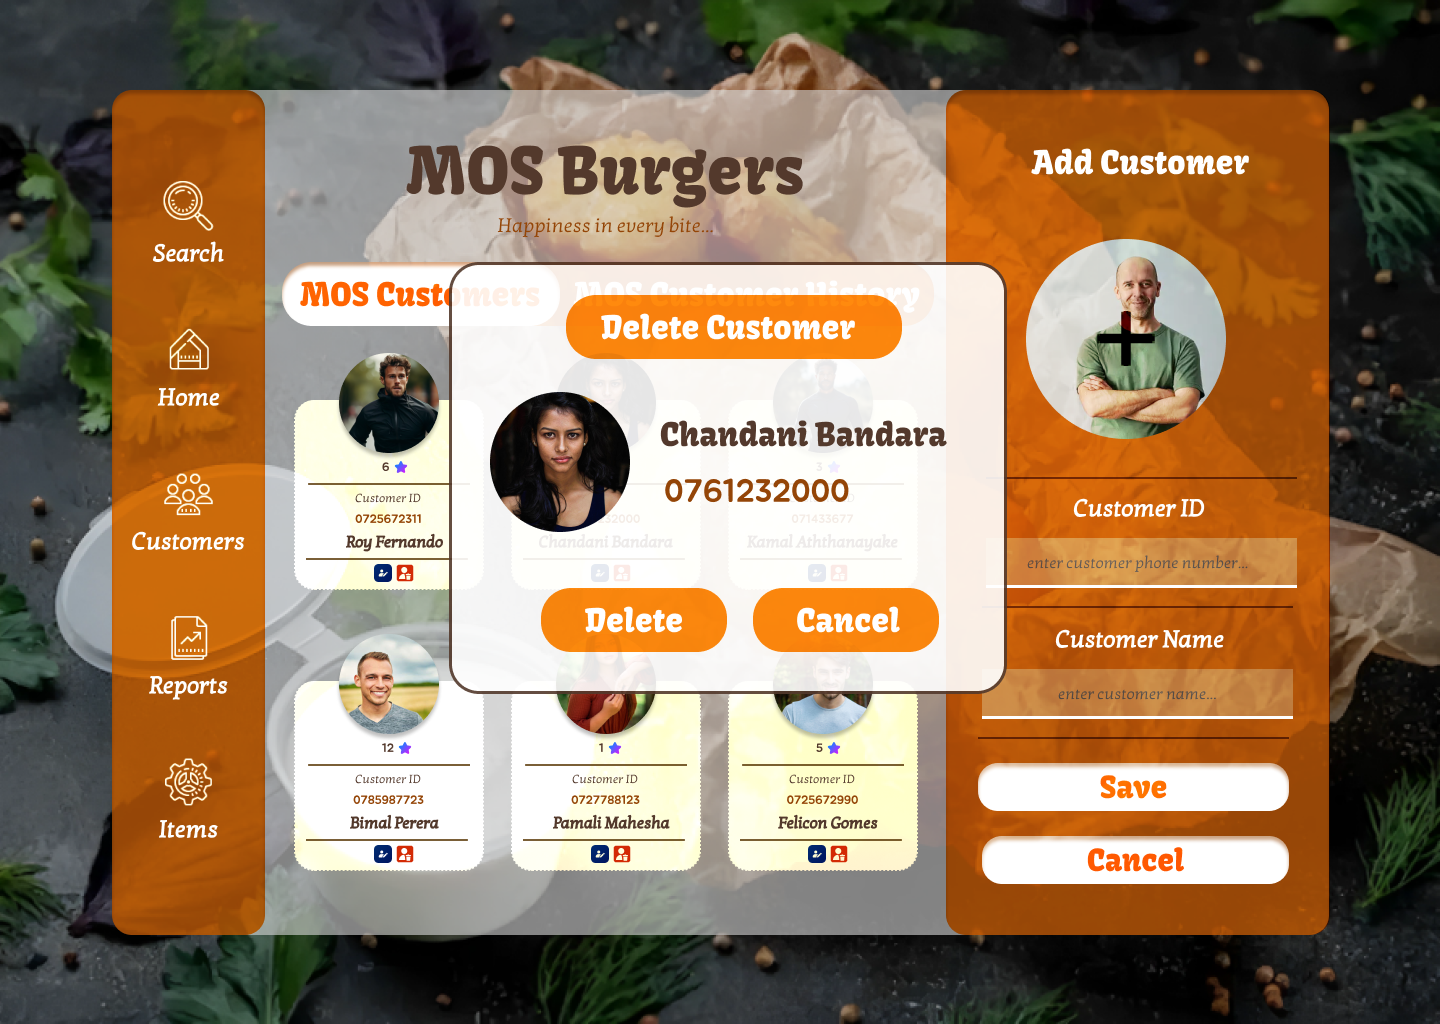 Search
Home
Customers
Reports
Items
MOS Burgers
Happiness in every bite...
MOS Customers
MOS Customer History
6
Customer ID
0725672311
Roy Fernando
Chandani Bandara
3
071433677
Kamal Aththanayake
Delete Customer
Chandani Bandara
0761232000
Delete
Cancel
12
Customer ID
0785987723
Bimal Perera
1
Customer ID
0727788123
Pamali Mahesha
5
Customer ID
0725672990
Felicon Gomes
Add Customer
Customer ID
enter customer phone number...
Customer Name
enter customer name...
Save
Cancel